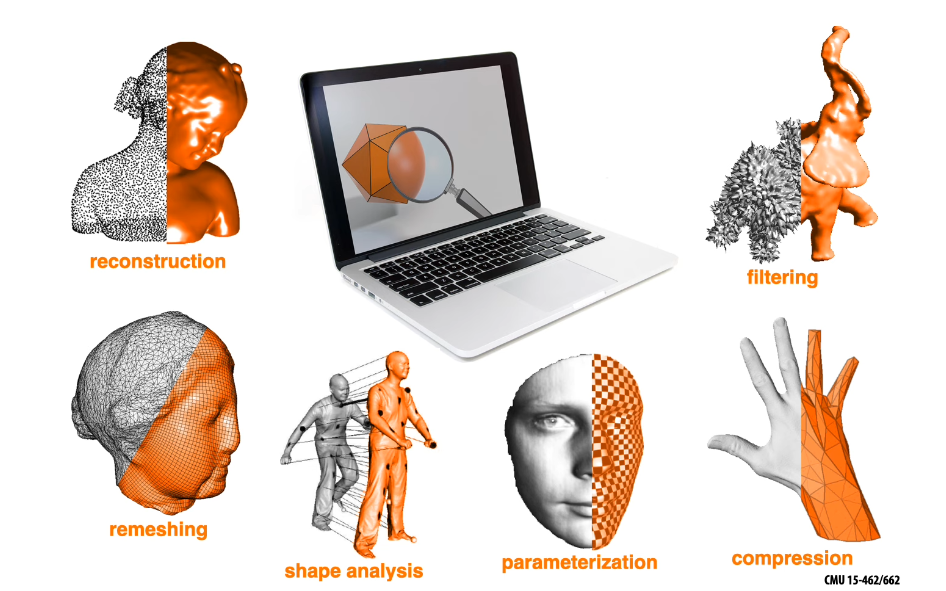 reconstruction
filtering
remeshing
shape analysis
parameterization
compression
CMU 15-462/662